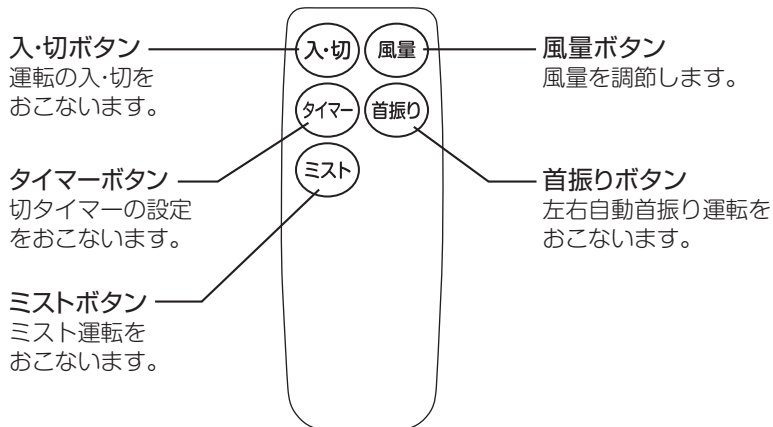 入・切ボタン
運転の入・切を
おこないます。
タイマーボタン
切タイマーの設定
をおこないます。
ミストボタン
ミスト運転を
おこないます。
入・切
風量
タイマー
首振り
ミスト
風量ボタン
風量を調節します。
首振りボタン
左右自動首振り運転を
おこないます。